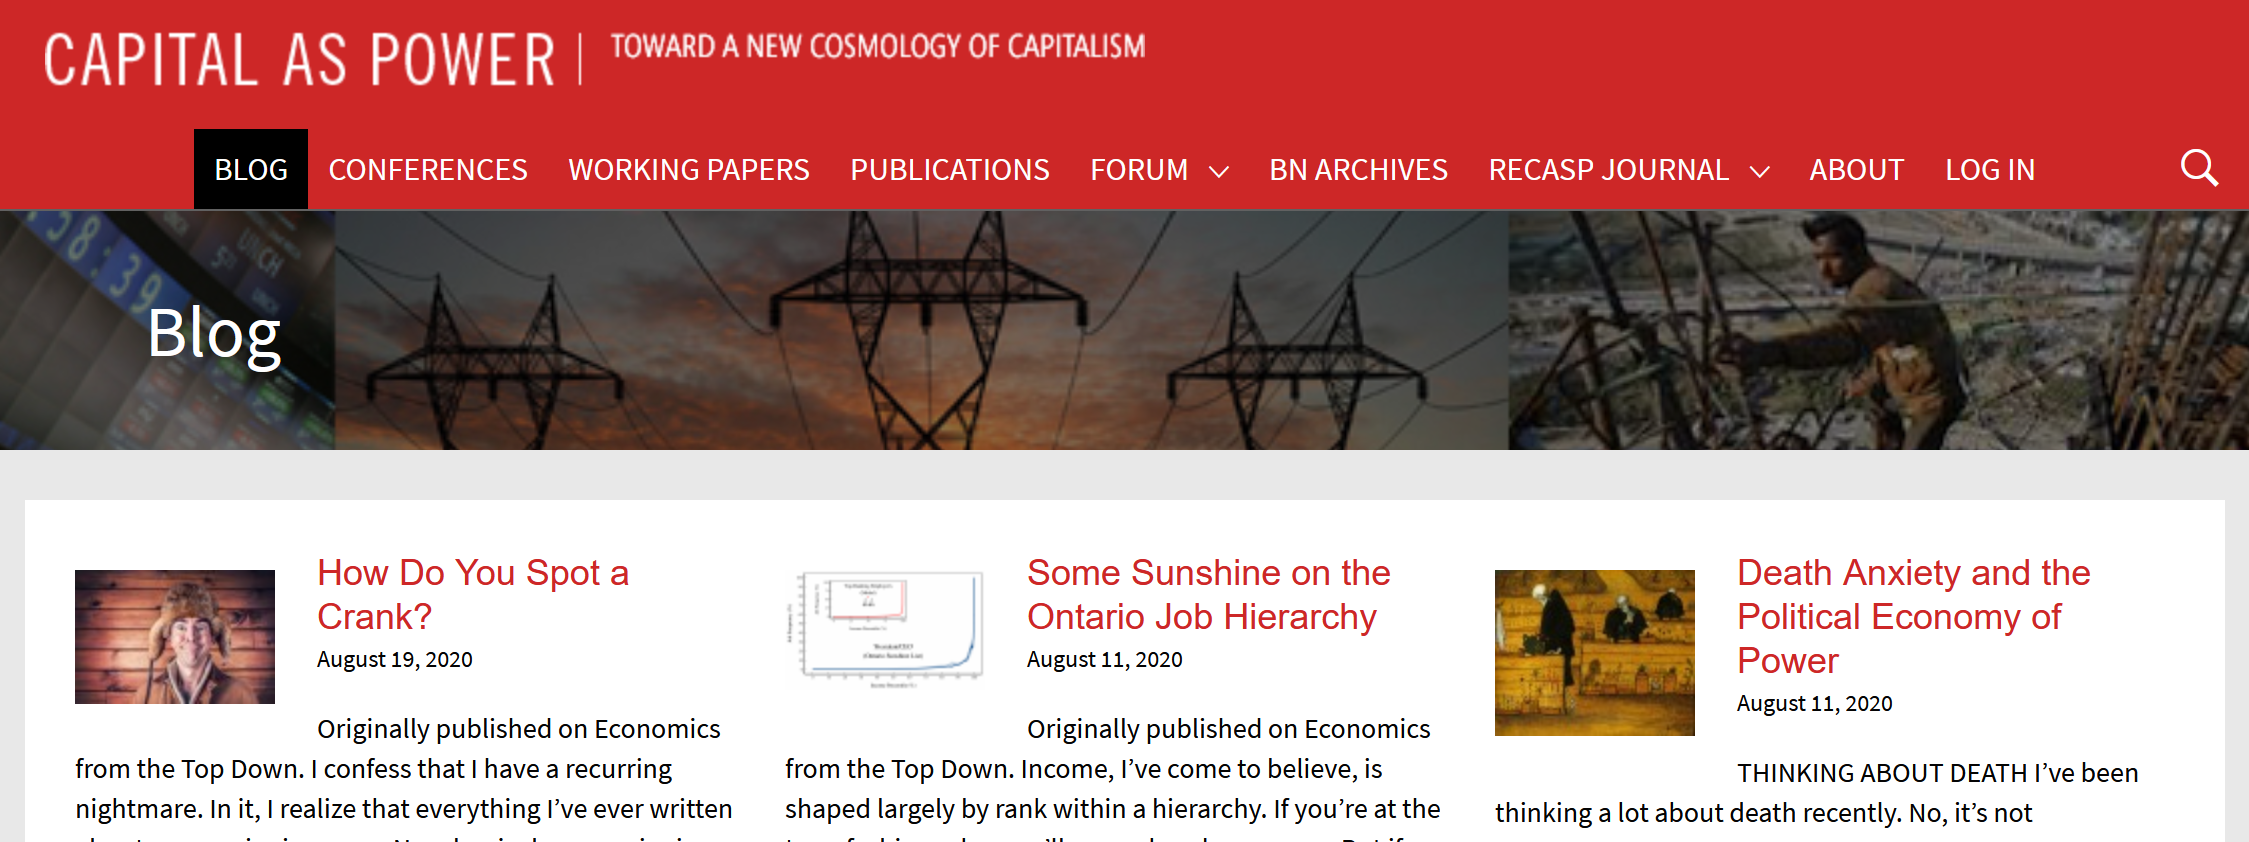 CAPITAL AS POWER | TOWARD A NEW COSMOLOGY OF CAPITALISM
BLOG CONFERENCES WORKING PAPERS PUBLICATIONS FORUM BN ARCHIVES RECASP JOURNAL ABOUT LOG IN
58:39
UNCH
Blog
How Do You Spot a
Crank?
August 19, 2020
Originally published on Economics
from the Top Down. I confess that I have a recurring
nightmare. In it, I realize that everything I’ve ever written
Some Sunshine on the
Ontario Job Hierarchy
August 11, 2020
Originally published on Economics
from the Top Down. Income, I’ve come to believe, is
shaped largely by rank within a hierarchy. If you’re at the
Death Anxiety and the
Political Economy of
Power
August 11, 2020
THINKING ABOUT DEATH I’ve been
thinking a lot about death recently. No, it’s not